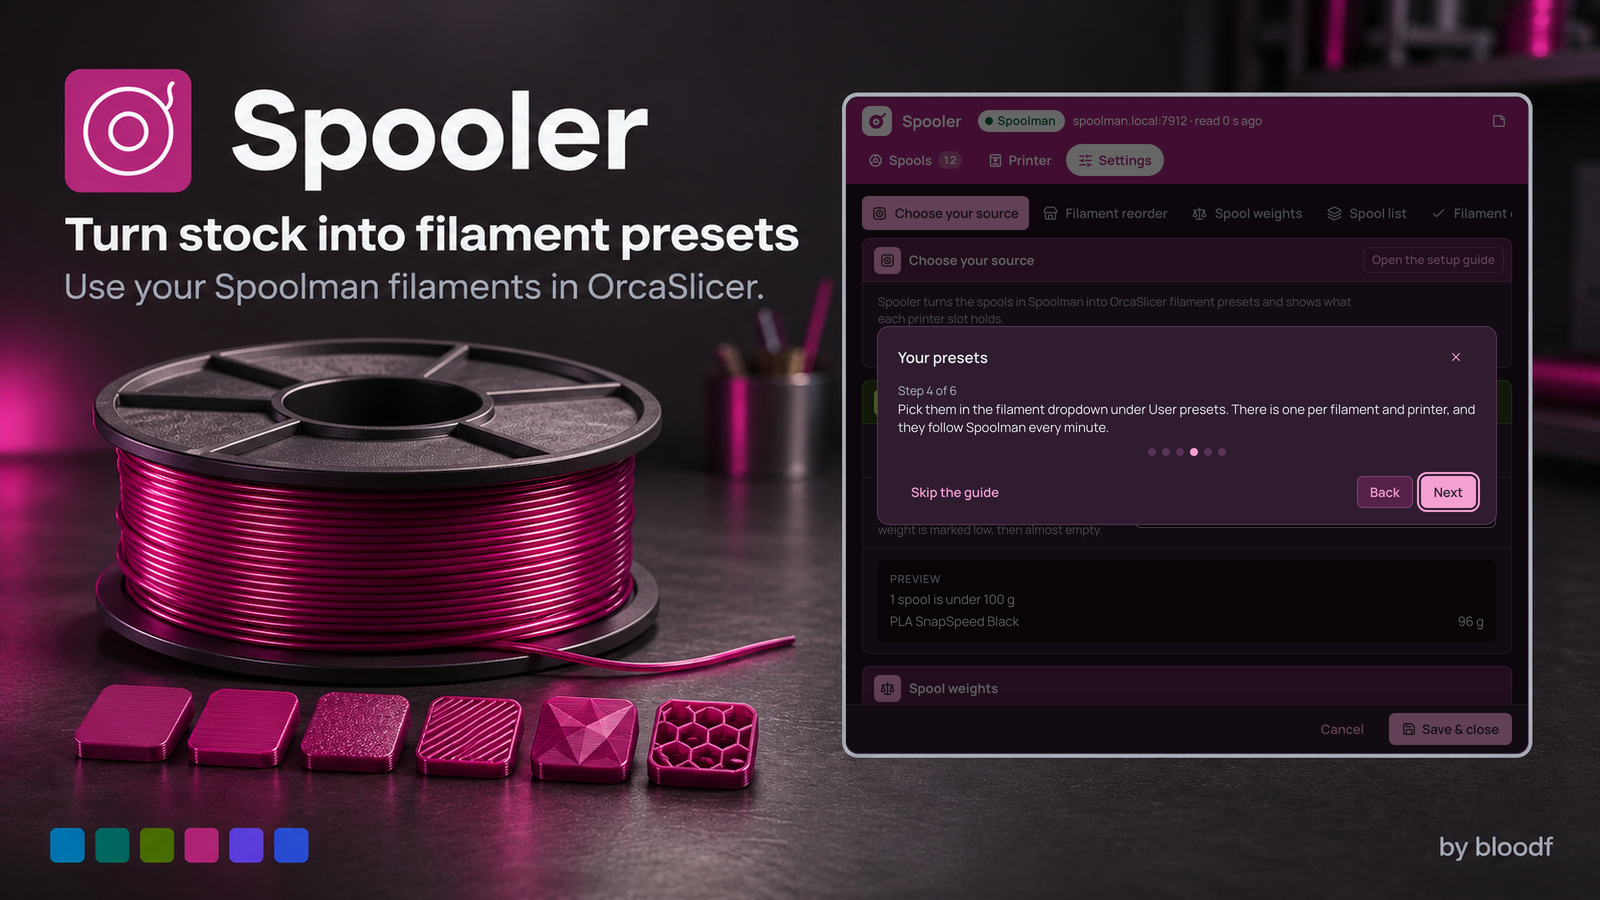 Spooler
Turn stock into filament presets
Use your Spoolman filaments in OrcaSlicer.
Spooler
Spoolman
spoolman.local:7912 · read 0 s ago
Spools 12
Printer
Settings
Choose your source
Filament reorder
Spool weights
Spool list
Filament
Choose your source
Open the setup guide
Spooler turns the spools in Spoolman into OrcaSlicer filament presets and shows what
each printer slot holds.
Your presets
Step 4 of 6
Pick them in the filament dropdown under User presets. There is one per filament and printer, and
they follow Spoolman every minute.
Skip the guide
Back
Next
weight is marked low, then almost empty.
PREVIEW
1 spool is under 100 g
PLA SnapSpeed Black
96 g
Spool weights
Cancel
Save & close
by bloodf